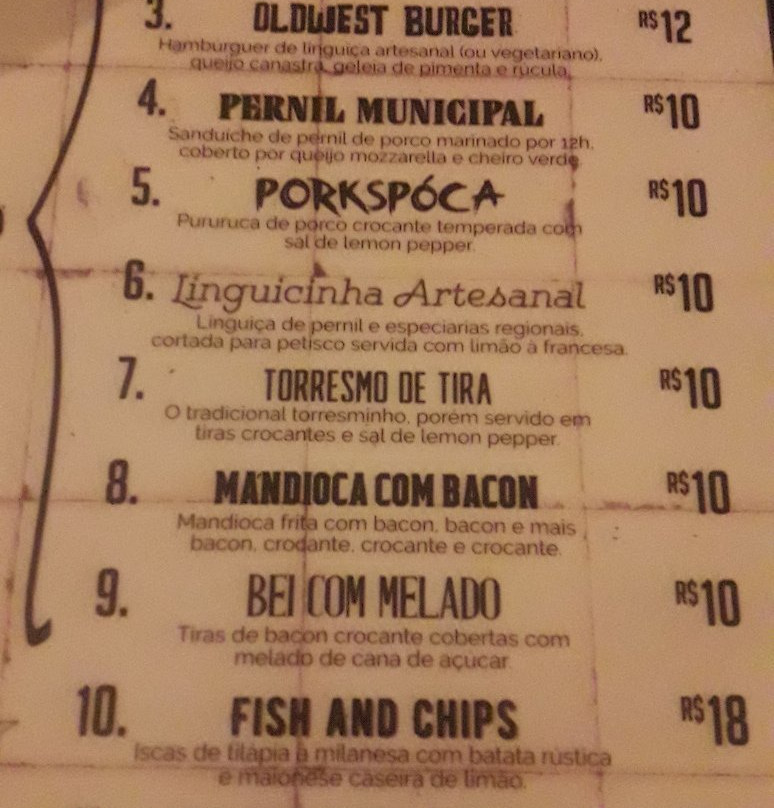 3. OLDWEST BURGER R$12
Hambúrguer de linguiça artesanal (ou vegetariano),
queijo canastra, geleia de pimenta e rúcula.
4. PERNIL MUNICIPAL R$10
Sanduíche de pernil de porco marinado por 12h,
coberto por queijo mozzarella e cheiro verde
5. PORKSPÓCA R$10
Pururuca de porco crocante temperada com
sal de lemon pepper.
6. Linguicinha Artesanal R$10
Linguiça de pernil e especiarias regionais,
cortada para petisco servida com limão à francesa.
7. TORRESMO DE TIRA R$10
O tradicional torresminho, porém servido em
tiras crocantes e sal de lemon pepper.
8. MANDIOCA COM BACON R$10
Mandioca frita com bacon, bacon e mais
bacon, crocante, crocante e crocante.
9. BEI COM MELADO R$10
Tiras de bacon crocante cobertas com
melado de cana de açúcar.
10. FISH AND CHIPS R$18
Iscas de tilápia à milanesa com batata rústica
e maionese caseira de limão.